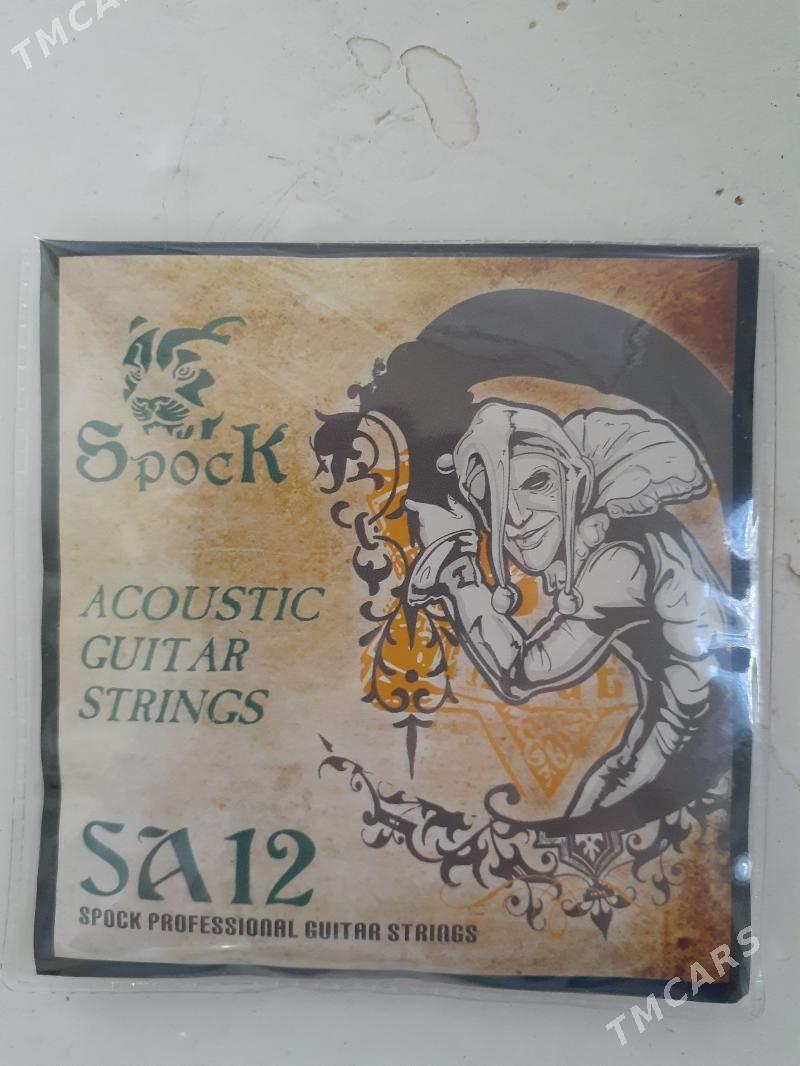 TMCARS
SpocK
ACOUSTIC
GUITAR
STRINGS
SA12
SPOCK PROFESSIONAL GUITAR STRINGS
TMCARS